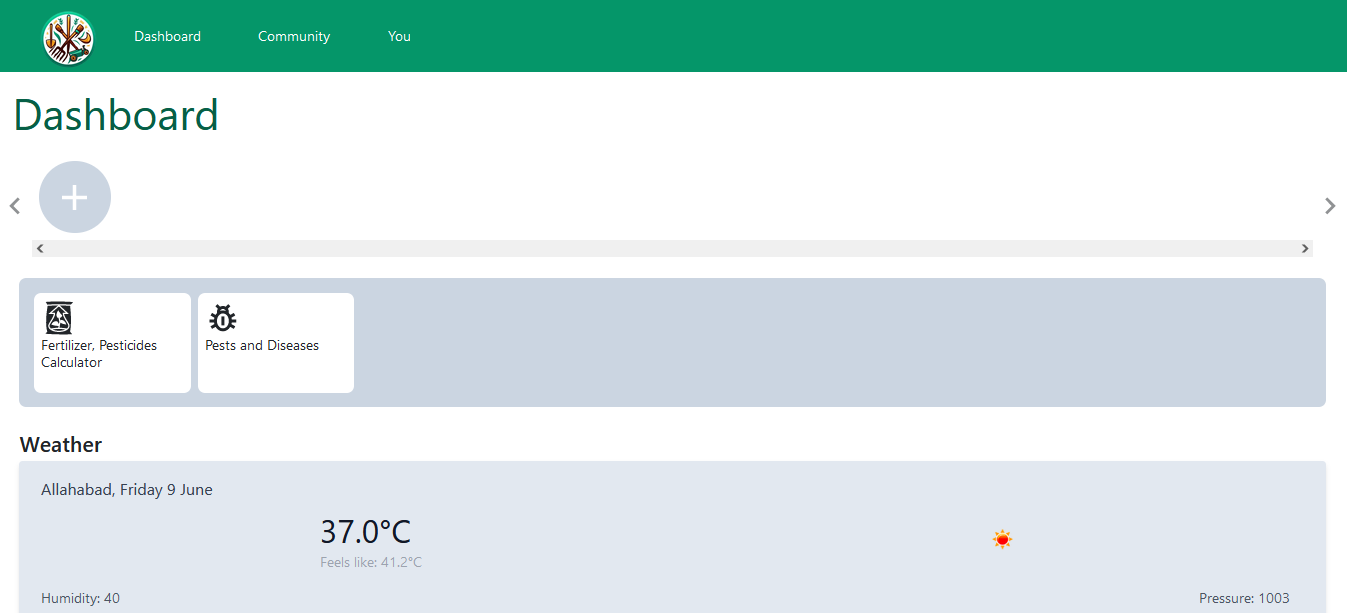 Dashboard
Community
You
Dashboard
Fertilizer, Pesticides
Calculator
Pests and Diseases
Weather
Allahabad, Friday 9 June
37.0°C
Feels like: 41.2°C
Humidity: 40
Pressure: 1003